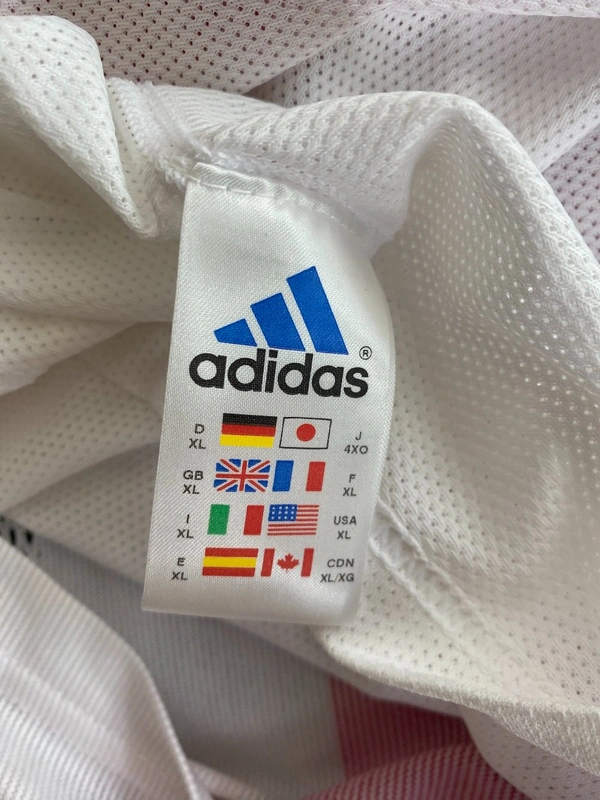 adidas®
D XL J 4XO
GB XL F XL
I XL USA XL
E XL CDN XL/XG